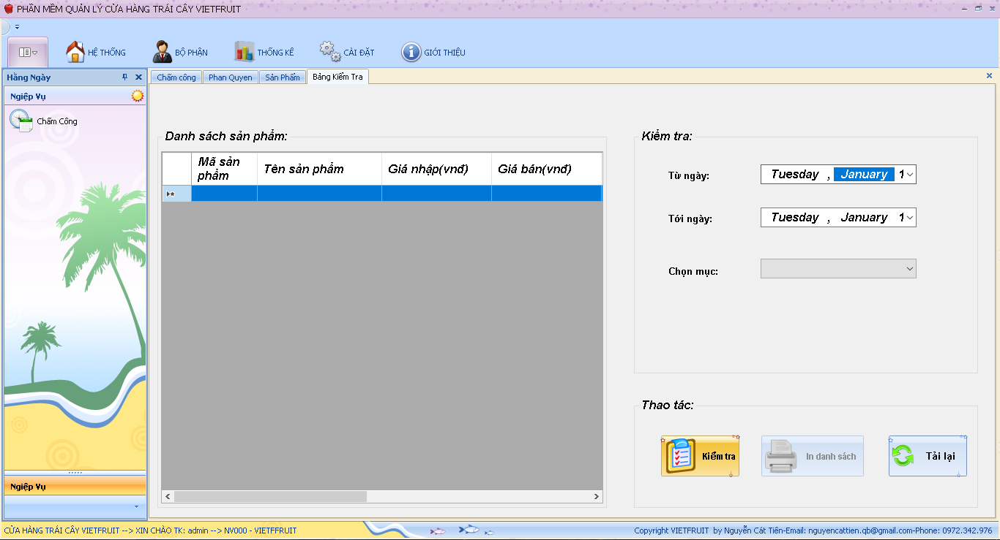 PHẦN MỀM QUẢN LÝ CỬA HÀNG TRÁI CÂY VIETFRUIT
HỆ THỐNG
BỘ PHẬN
THỐNG KÊ
CÀI ĐẶT
GIỚI THIỆU
Hằng Ngày
Chấm công
Phan Quyen
Sản Phẩm
Bảng Kiểm Tra
Ngiệp Vụ
Chấm Công
Danh sách sản phẩm:
Mã sản phẩm
Tên sản phẩm
Giá nhập(vnđ)
Giá bán(vnđ)
Kiểm tra:
Từ ngày:
Tuesday , January 1
Tới ngày:
Tuesday , January 1
Chọn mục:
Thao tác:
Kiểm tra
In danh sách
Tải lại
Ngiệp Vụ
CỬA HÀNG TRÁI CÂY VIETFRUIT --> XIN CHÀO TK: admin --> NV000 - VIETFFRUIT
Copyright VIETFRUIT by Nguyễn Cát Tiên-Email: nguyencattien.qb@gmail.com-Phone: 0972.342.976